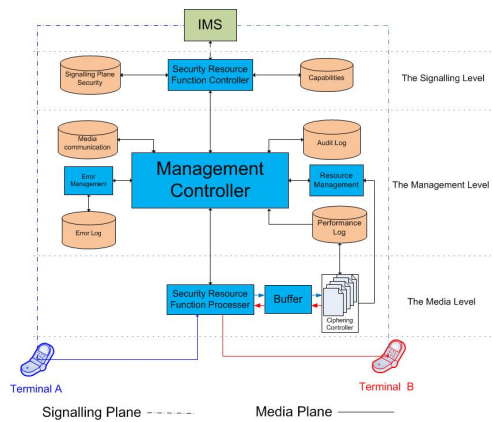 IMS
Signalling Plane
Security
Security Resource
Function Controller
Capabilities
The Signalling Level
Media
communication
Audit Log
Management
Controller
Error
Management
Resource
Management
The Management Level
Error Log
Performance
Log
Security Resource
Function Processer
Buffer
Ciphering
Controller
The Media Level
Terminal A
Terminal B
Signalling Plane
Media Plane